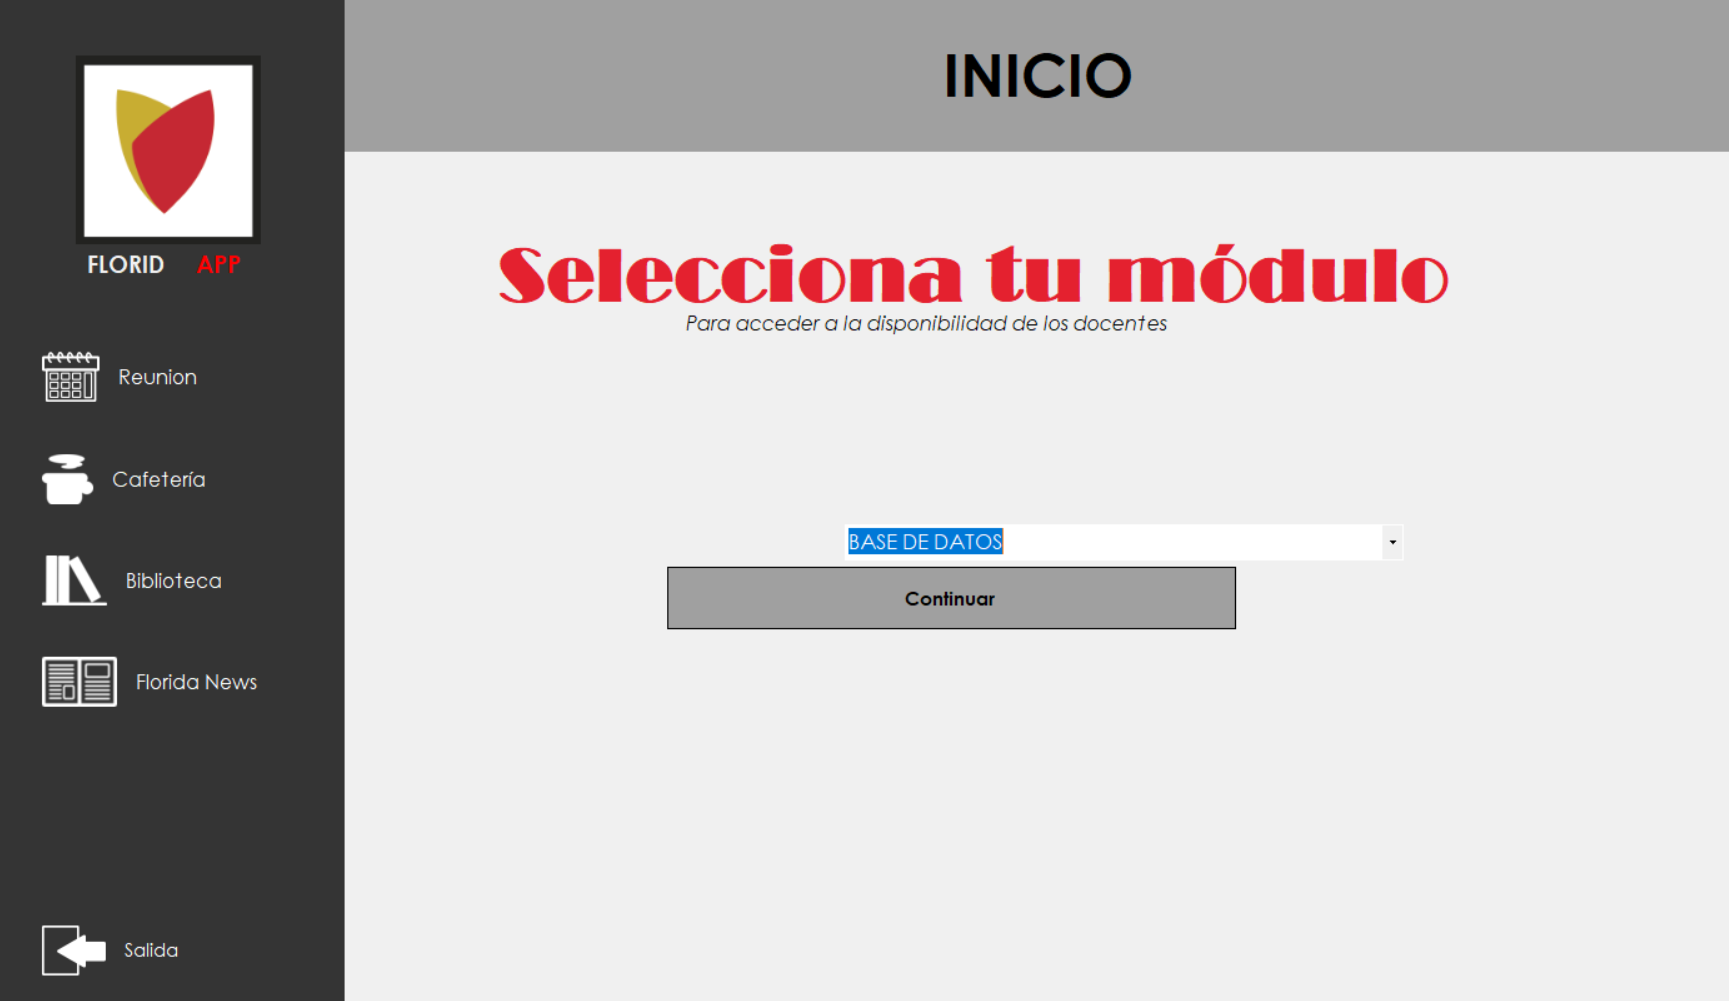 INICIO
FLORID APP
Selecciona tu módulo
Para acceder a la disponibilidad de los docentes
Reunion
Cafetería
Biblioteca
Florida News
Salida
BASE DE DATOS
Continuar